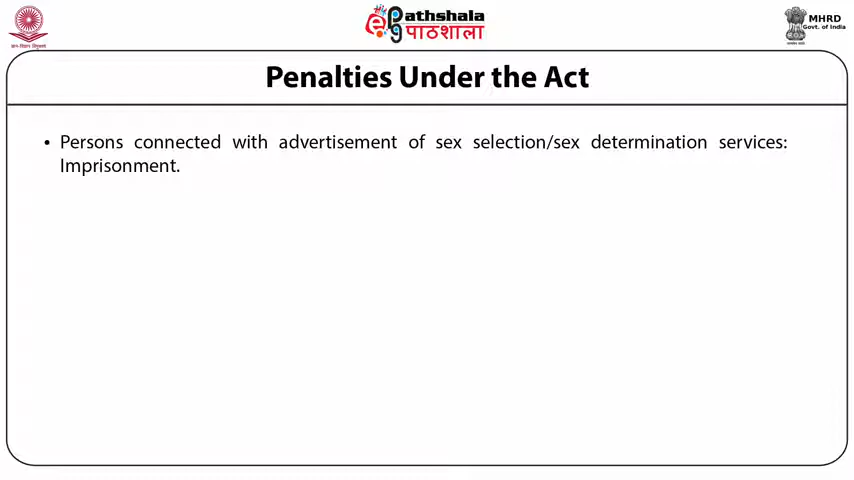 ePathshala
पाठशाला
MHRD
Govt. of India
Penalties Under the Act
• Persons connected with advertisement of sex selection/sex determination services:
Imprisonment.